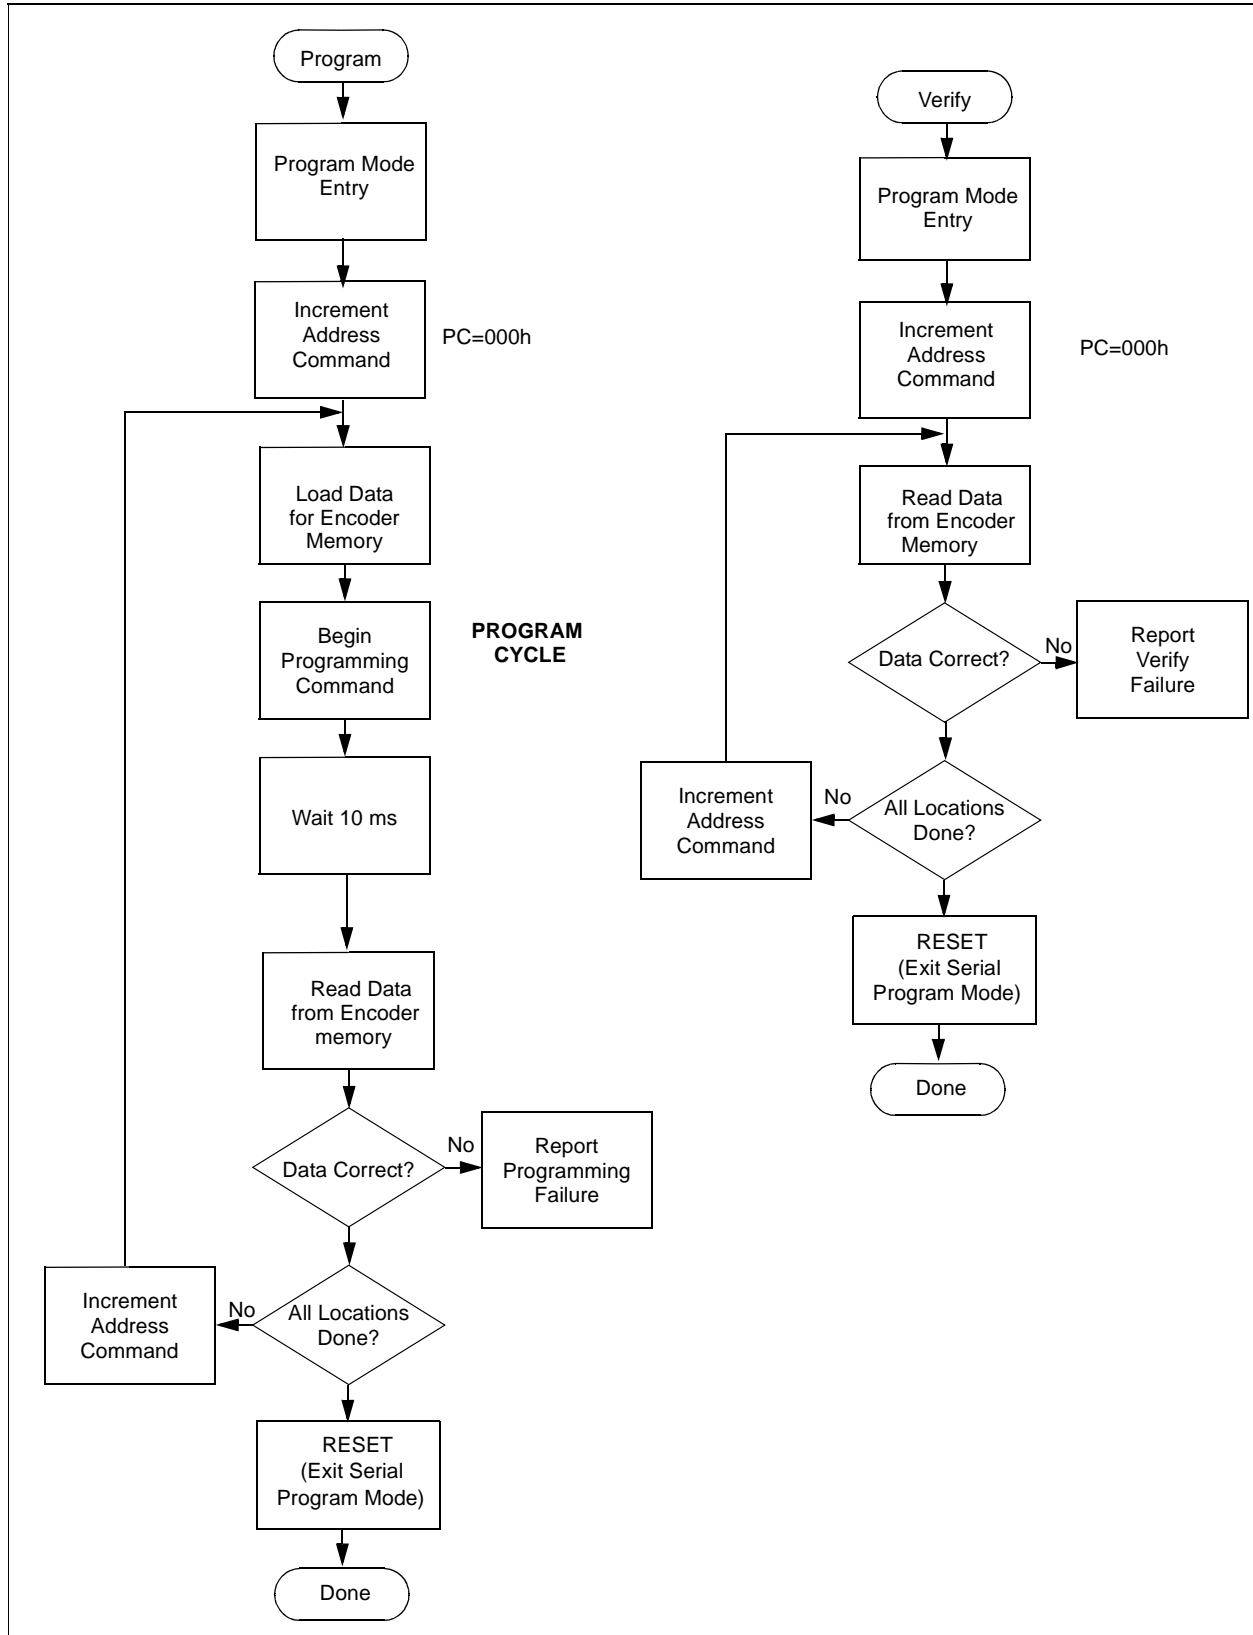 Program
Program Mode
Entry
Increment
Address
Command
PC=000h
Load Data
for Encoder
Memory
Begin
Programming
Command
PROGRAM
CYCLE
Wait 10 ms
Read Data
from Encoder
memory
Data Correct?
No
Report
Programming
Failure
All Locations
Done?
No
Increment
Address
Command
RESET
(Exit Serial
Program Mode)
Done
Verify
Program Mode
Entry
Increment
Address
Command
PC=000h
Read Data
from Encoder
Memory
Data Correct?
No
Report
Verify
Failure
All Locations
Done?
No
Increment
Address
Command
RESET
(Exit Serial
Program Mode)
Done